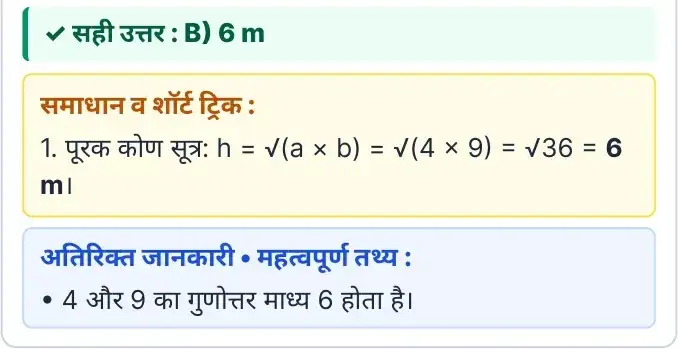 ✓ सही उत्तर : B) 6 m
समाधान व शॉर्ट ट्रिक :
1. पूरक कोण सूत्र: h = √(a × b) = √(4 × 9) = √36 = 6
m।
अतिरिक्त जानकारी • महत्वपूर्ण तथ्य :
• 4 और 9 का गुणोत्तर माध्य 6 होता है।